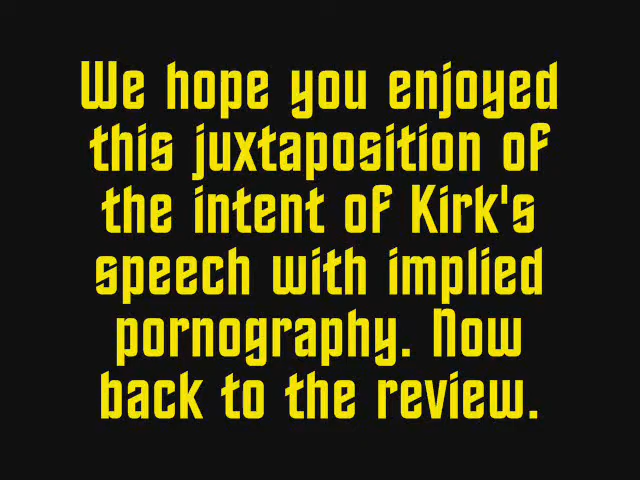 We hope you enjoyed
this juxtaposition of
the intent of Kirk's
speech with implied
pornography. Now
back to the review.